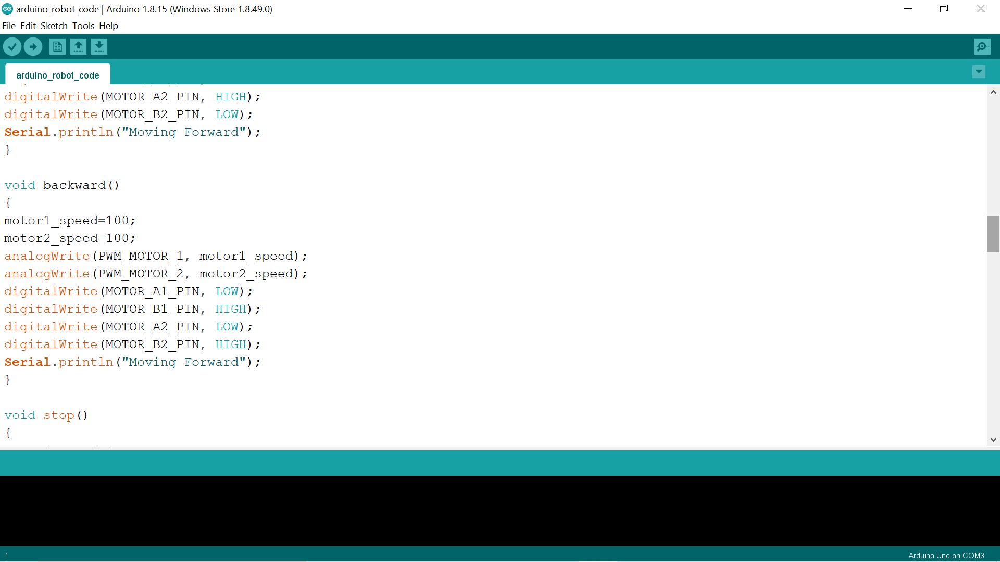 arduino_robot_code | Arduino 1.8.15 (Windows Store 1.8.49.0)
File Edit Sketch Tools Help
arduino_robot_code
digitalWrite(MOTOR_A2_PIN, HIGH);
digitalWrite(MOTOR_B2_PIN, LOW);
Serial.println("Moving Forward");
}
void backward()
{
motor1_speed=100;
motor2_speed=100;
analogWrite(PWM_MOTOR_1, motor1_speed);
analogWrite(PWM_MOTOR_2, motor2_speed);
digitalWrite(MOTOR_A1_PIN, LOW);
digitalWrite(MOTOR_B1_PIN, HIGH);
digitalWrite(MOTOR_A2_PIN, LOW);
digitalWrite(MOTOR_B2_PIN, HIGH);
Serial.println("Moving Forward");
}
void stop()
{
1
Arduino Uno on COM3